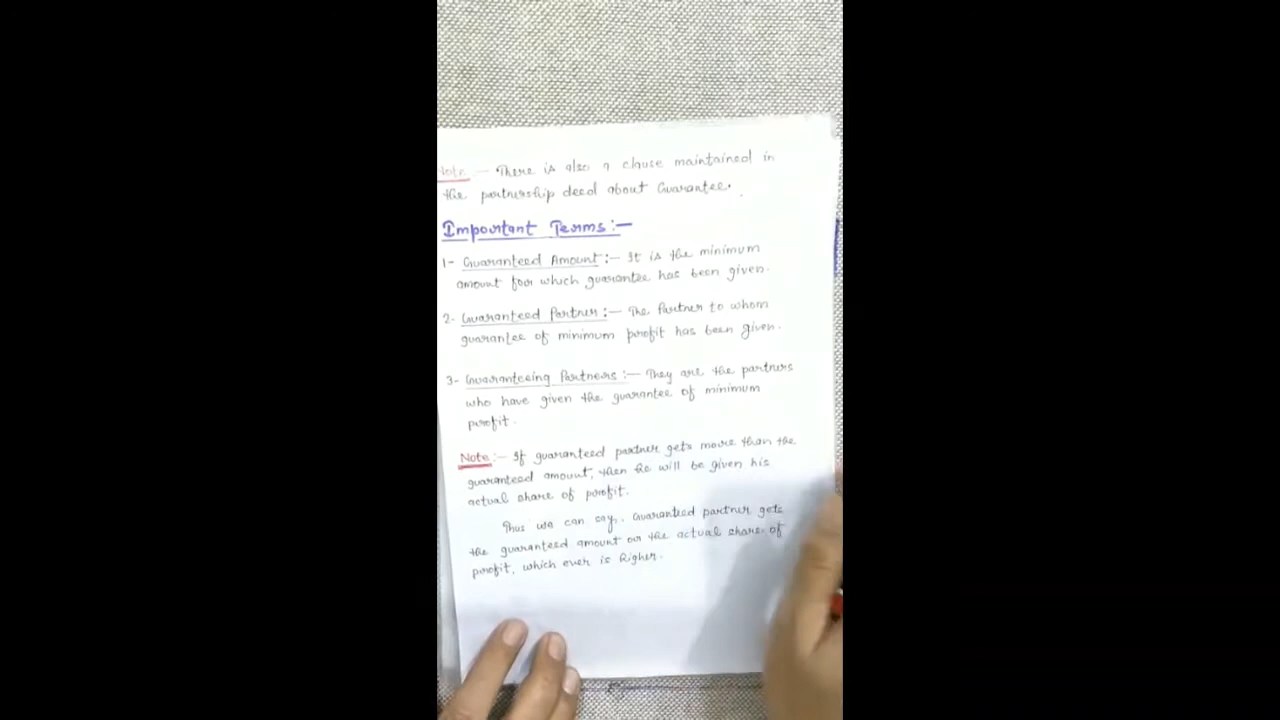 Note :- There is also a clause maintained in
the partnership deed about Guarantee.
Important Terms:-
1- Guaranteed Amount :- It is the minimum
amount for which guarantee has been given.
2- Guaranteed Partner :- The Partner to whom
guarantee of minimum profit has been given.
3- Guaranteeing Partners :- They are the partners
who have given the guarantee of minimum
profit.
Note :- If guaranteed partner gets more than the
guaranteed amount, then he will be given his
actual share of profit.
Thus we can say, Guaranteed partner gets
the guaranteed amount or the actual share of
profit, which ever is higher.